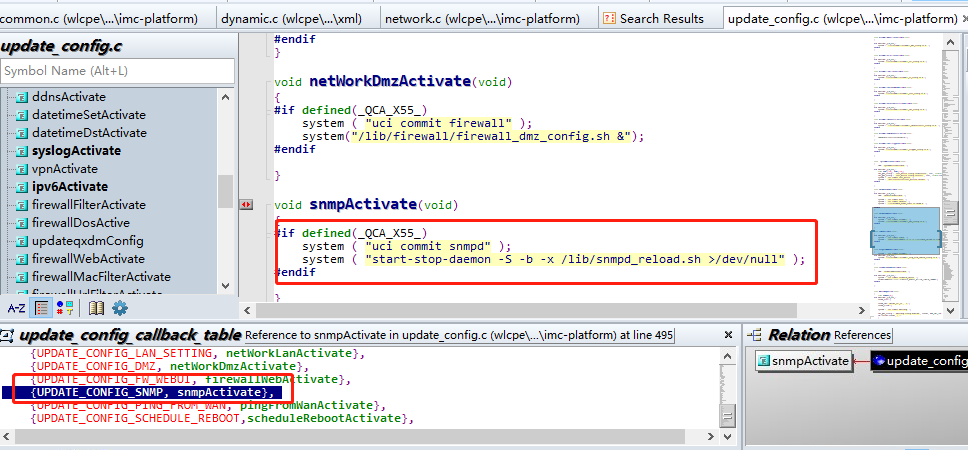 common.c (wlcpe\...\imc-platform)
dynamic.c (wlcpe\...\xml)
network.c (wlcpe\...\imc-platform)
Search Results
update_config.c (wlcpe\...\imc-platform)
update_config.c
Symbol Name (Alt+L)
ddnsActivate
datetimeSetActivate
datetimeDstActivate
syslogActivate
vpnActivate
ipv6Activate
firewallFilterActivate
firewallDosActive
updateqxdmConfig
firewallWebActivate
firewallMacFilterActivate
firewallUrlFilterActivate
A-Z
#endif
}
void netWorkDmzActivate(void)
{
#if defined(_QCA_X55_)
system ( "uci commit firewall" );
system("/lib/firewall/firewall_dmz_config.sh &");
#endif
}
void snmpActivate(void)
{
#if defined(_QCA_X55_)
system ( "uci commit snmpd" );
system ( "start-stop-daemon -S -b -x /lib/snmpd_reload.sh >/dev/null" );
#endif
}
update_config_callback_table
Reference to snmpActivate in update_config.c (wlcpe\...\imc-platform) at line 495
{UPDATE_CONFIG_LAN_SETTING, netWorkLanActivate},
{UPDATE_CONFIG_DMZ, netWorkDmzActivate},
{UPDATE_CONFIG_FW_WEBUI, firewallWebActivate},
{UPDATE_CONFIG_SNMP, snmpActivate},
{UPDATE_CONFIG_PING_FROM_WAN, pingFromWanActivate},
{UPDATE_CONFIG_SCHEDULE_REBOOT,scheduleRebootActivate},
Relation
References
snmpActivate
update_config